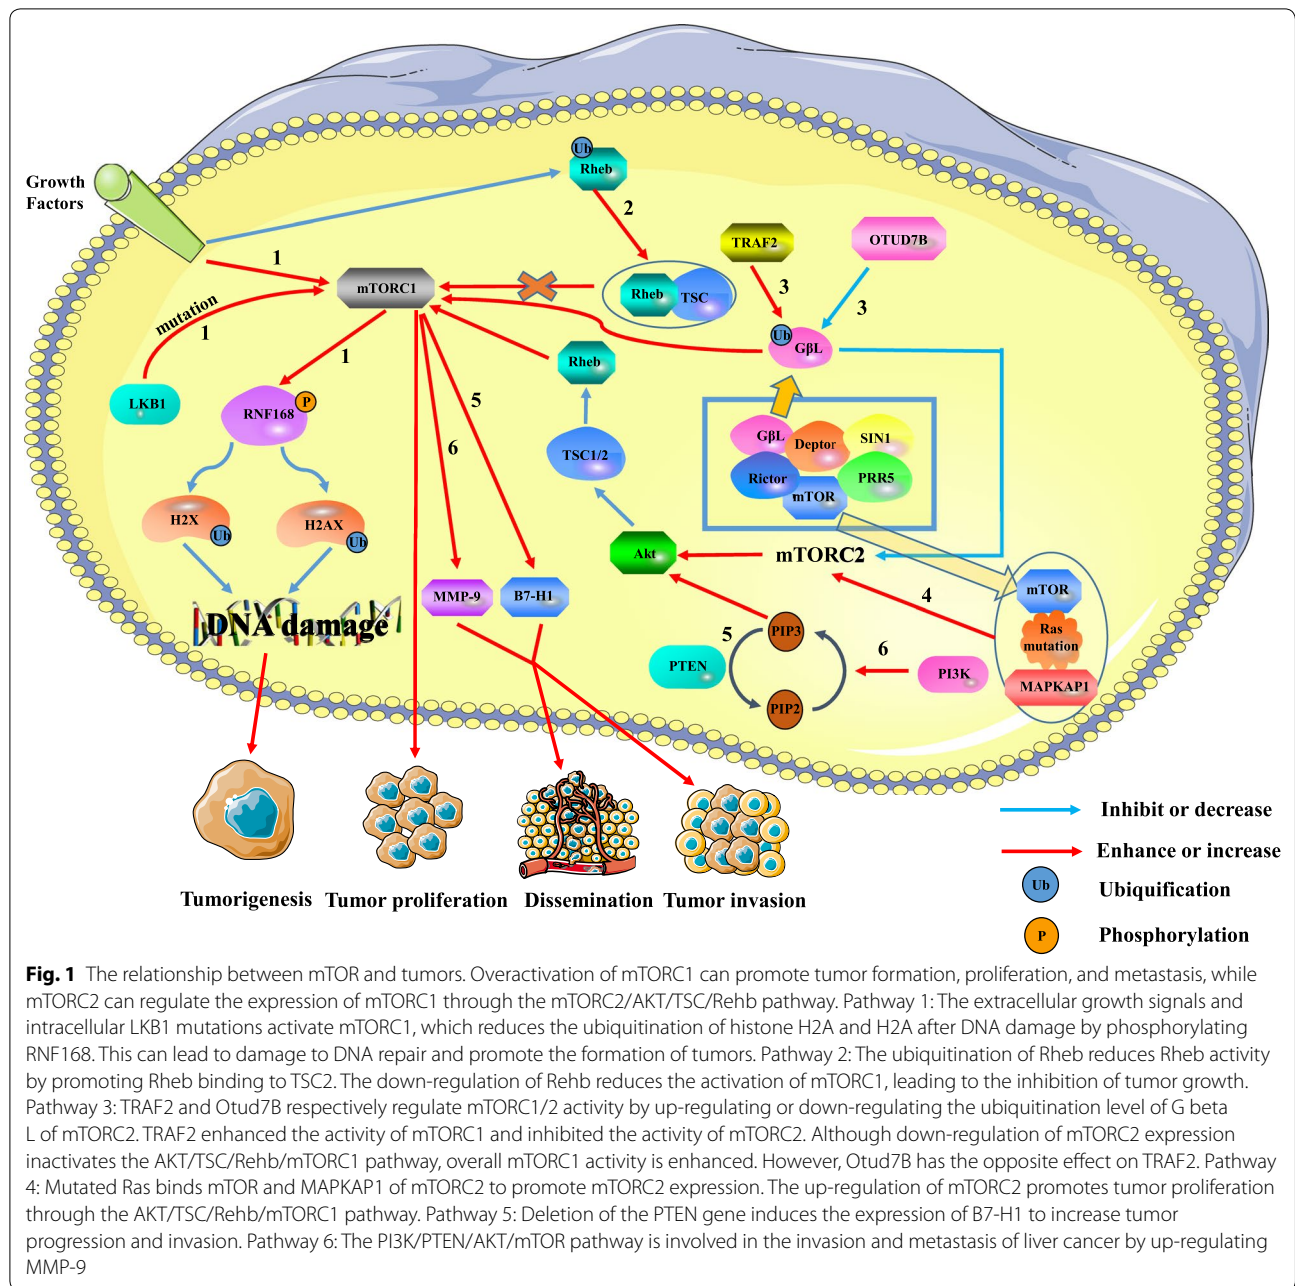 Growth
Factors
Ub
Rheb
2
TRAF2
OTUD7B
1
mTORC1
Rheb
TSC
3
3
mutation
1
Ub
GβL
1
Rheb
LKB1
RNF168
P
5
6
TSC1/2
GβL
Deptor
SIN1
Rictor
mTOR
PRR5
H2X
Ub
H2AX
Ub
Akt
mTORC2
4
mTOR
Ras
mutation
MAPKAP1
MMP-9
B7-H1
DNA damage
PIP3
5
PTEN
6
PI3K
PIP2
Inhibit or decrease
Enhance or increase
Ub
Ubiquification
P
Phosphorylation
Tumorigenesis
Tumor proliferation
Dissemination
Tumor invasion
Fig. 1 The relationship between mTOR and tumors. Overactivation of mTORC1 can promote tumor formation, proliferation, and metastasis, while
mTORC2 can regulate the expression of mTORC1 through the mTORC2/AKT/TSC/Rehb pathway. Pathway 1: The extracellular growth signals and
intracellular LKB1 mutations activate mTORC1, which reduces the ubiquitination of histone H2A and H2A after DNA damage by phosphorylating
RNF168. This can lead to damage to DNA repair and promote the formation of tumors. Pathway 2: The ubiquitination of Rheb reduces Rheb activity
by promoting Rheb binding to TSC2. The down-regulation of Rehb reduces the activation of mTORC1, leading to the inhibition of tumor growth.
Pathway 3: TRAF2 and Otud7B respectively regulate mTORC1/2 activity by up-regulating or down-regulating the ubiquitination level of G beta
L of mTORC2. TRAF2 enhanced the activity of mTORC1 and inhibited the activity of mTORC2. Although down-regulation of mTORC2 expression
inactivates the AKT/TSC/Rehb/mTORC1 pathway, overall mTORC1 activity is enhanced. However, Otud7B has the opposite effect on TRAF2. Pathway
4: Mutated Ras binds mTOR and MAPKAP1 of mTORC2 to promote mTORC2 expression. The up-regulation of mTORC2 promotes tumor proliferation
through the AKT/TSC/Rehb/mTORC1 pathway. Pathway 5: Deletion of the PTEN gene induces the expression of B7-H1 to increase tumor
progression and invasion. Pathway 6: The PI3K/PTEN/AKT/mTOR pathway is involved in the invasion and metastasis of liver cancer by up-regulating
MMP-9